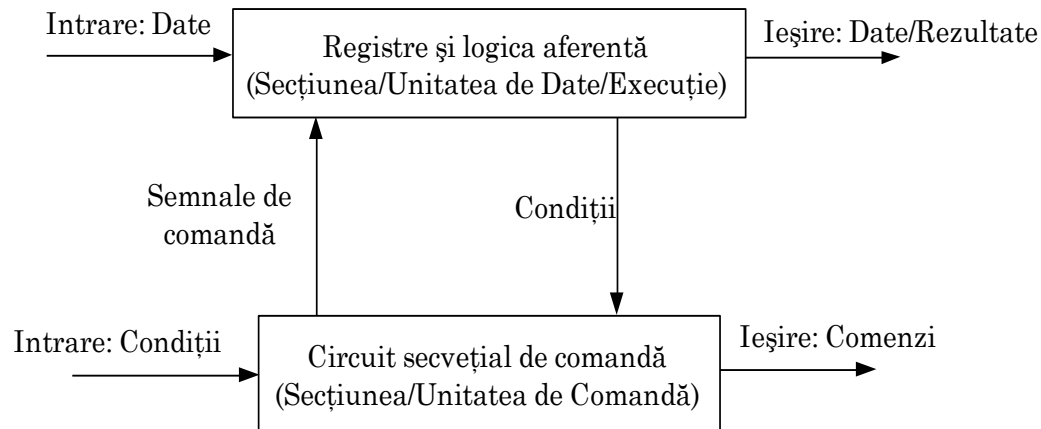 Intrare: Date
Registre şi logica aferentă
(Secțiunea/Unitatea de Date/Execuție)
Ieşire: Date/Rezultate
Semnale de
comandă
Condiții
Intrare: Condiții
Circuit secvețial de comandă
(Secțiunea/Unitatea de Comandă)
Ieşire: Comenzi